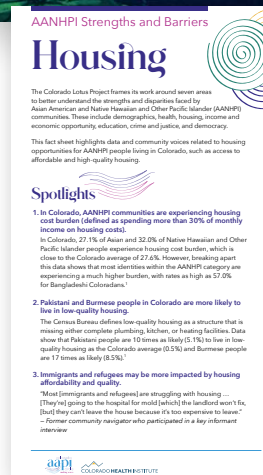 AANHPI Strengths and Barriers
Housing
The Colorado Lotus Project frames its work around seven areas
to better understand the strengths and disparities faced by
Asian American and Native Hawaiian and Other Pacific Islander (AANHPI)
communities. These include demographics, health, housing, income and
economic opportunity, education, crime and justice, and democracy.
This fact sheet highlights data and community voices related to housing
opportunities for AANHPI people living in Colorado, such as access to
affordable and high-quality housing.
Spotlights
1. In Colorado, AANHPI communities are experiencing housing
cost burden (defined as spending more than 30% of monthly
income on housing costs).
In Colorado, 27.1% of Asian and 32.0% of Native Hawaiian and Other
Pacific Islander people experience housing cost burden, which is
close to the Colorado average of 27.6%. However, breaking apart
this data shows that most identities within the AANHPI category are
experiencing a much higher burden, with rates as high as 57.0%
for Bangladeshi Coloradans.¹
2. Pakistani and Burmese people in Colorado are more likely to
live in low-quality housing.
The Census Bureau defines low-quality housing as a structure that is
missing either complete plumbing, kitchen, or heating facilities. Data
show that Pakistani people are 10 times as likely (5.1%) to live in low-
quality housing as the Colorado average (0.5%) and Burmese people
are 17 times as likely (8.5%).¹
3. Immigrants and refugees may be more impacted by housing
affordability and quality.
“Most [immigrants and refugees] are struggling with housing …
[They’re] going to the hospital for mold [which] the landlord won’t fix,
[but] they can’t leave the house because it’s too expensive to leave.”
– Former community navigator who participated in a key informant
interview
aapi
COLORADO HEALTH INSTITUTE